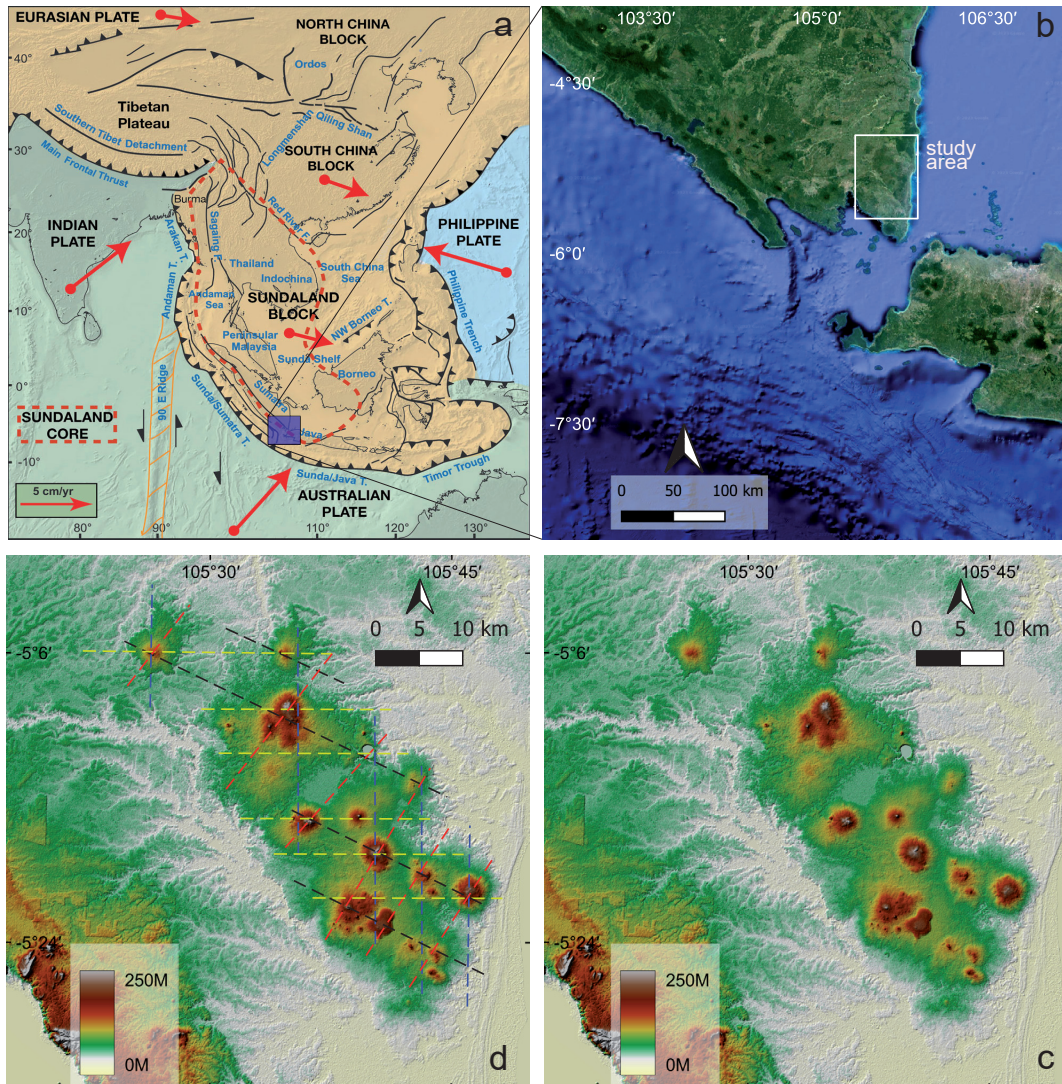 EURASIAN PLATE
a
NORTH CHINA
BLOCK
40°
Ordos
Tibetan
Plateau
Southern Tibet Detachment
Longmenshan
Qiling Shan
30°
Main Frontal Thrust
SOUTH CHINA
BLOCK
Burma
Red River F.
INDIAN
PLATE
PHILIPPINE
PLATE
20°
Arakan T.
Sagaing F.
Thailand
Indochina
South China
Sea
Andaman T.
Andaman
Sea
10°
SUNDALAND
BLOCK
NW Borneo T.
Philippine Trench
Peninsular
Malaysia
Sunda Shelf
Borneo
0°
90 E Ridge
Sumatra
SUNDALAND
CORE
Sunda/Sumatra T.
Java
-10°
Sunda/Java T.
Timor Trough
AUSTRALIAN
PLATE
5 cm/yr
80°
90°
100
110
120
130
103°30′
105°0′
106°30′
b
-4°30′
study
area
-6°0′
-7°30′
0
50
100 km
105°30′
105°45′
0
5
10 km
-5°6′
-5°24′
250M
0M
d
105°30′
105°45′
0
5
10 km
-5°6′
-5°24′
250M
0M
c